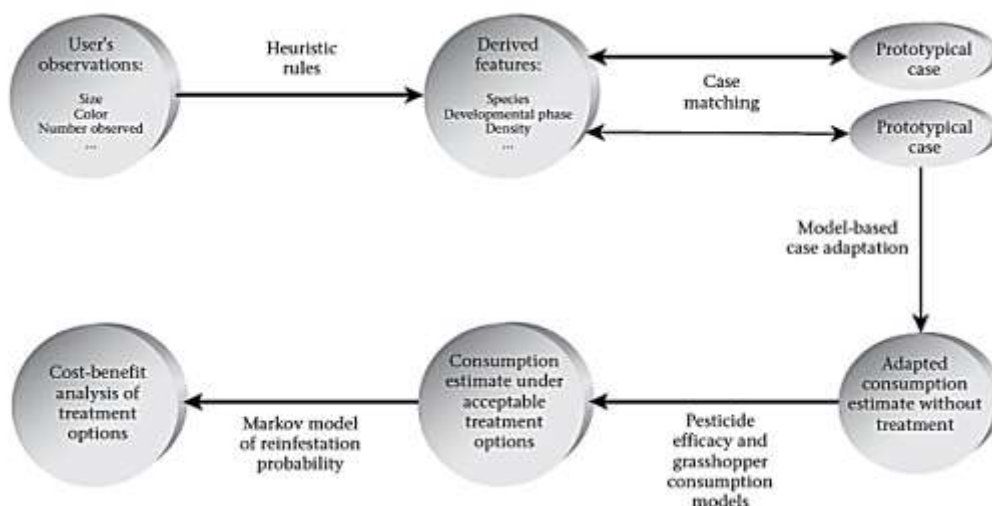 User's
observations:
Size
Color
Number observed
...
Heuristic
rules
Derived
features:
Species
Developmental phase
Density
...
Case
matching
Prototypical
case
Prototypical
case
Model-based
case adaptation
Adapted
consumption
estimate without
treatment
Pesticide
efficacy and
grasshopper
consumption
models
Consumption
estimate under
acceptable
treatment
options
Markov model
of reinfestation
probability
Cost-benefit
analysis of
treatment
options